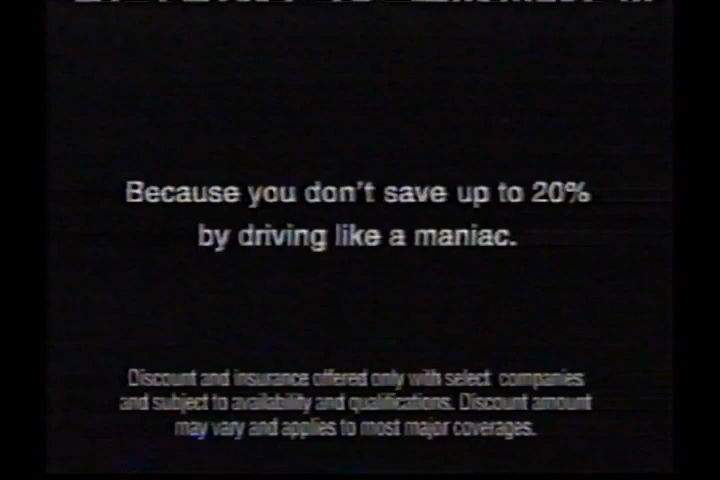 Because you don't save up to 20%
by driving like a maniac.
Discount and insurance offered only with select companies
and subject to availability and qualifications. Discount amount
may vary and applies to most major coverages.